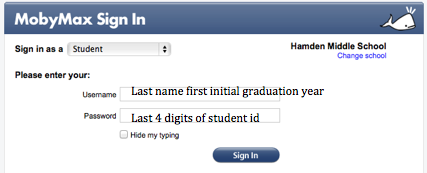 MobyMax Sign In
Sign in as a Student Hamden Middle School
Change school
Please enter your:
Username Last name first initial graduation year
Password Last 4 digits of student id
Hide my typing
Sign In